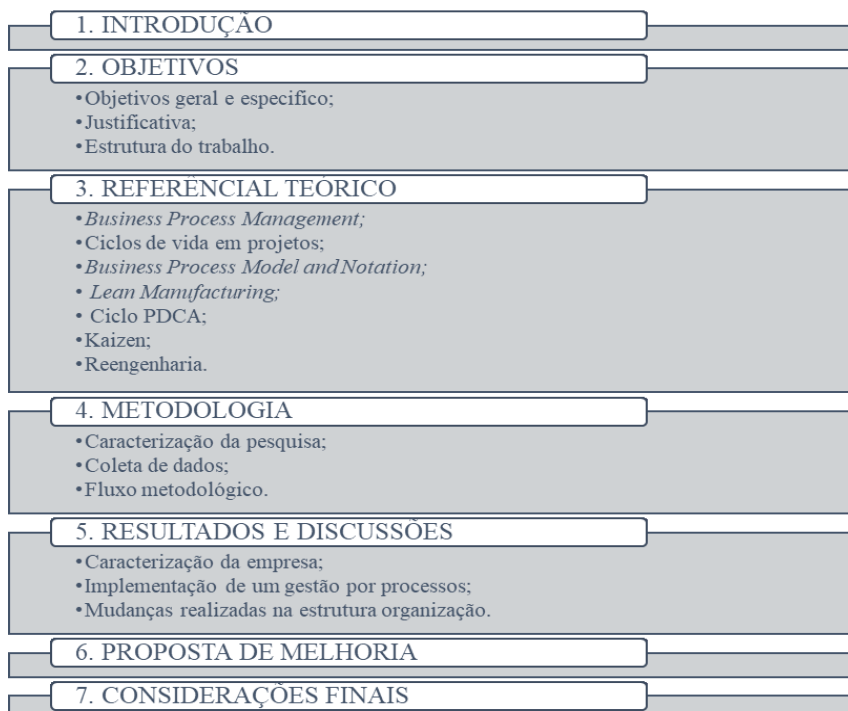 1. INTRODUÇÃO
2. OBJETIVOS
•Objetivos geral e especifico;
•Justificativa;
•Estrutura do trabalho.
3. REFERÊNCIAL TEÓRICO
•Business Process Management;
•Ciclos de vida em projetos;
•Business Process Model and Notation;
• Lean Manufacturing;
• Ciclo PDCA;
•Kaizen;
•Reengenharia.
4. METODOLOGIA
•Caracterização da pesquisa;
•Coleta de dados;
•Fluxo metodológico.
5. RESULTADOS E DISCUSSÕES
•Caracterização da empresa;
•Implementação de um gestão por processos;
•Mudanças realizadas na estrutura organização.
6. PROPOSTA DE MELHORIA
7. CONSIDERAÇÕES FINAIS